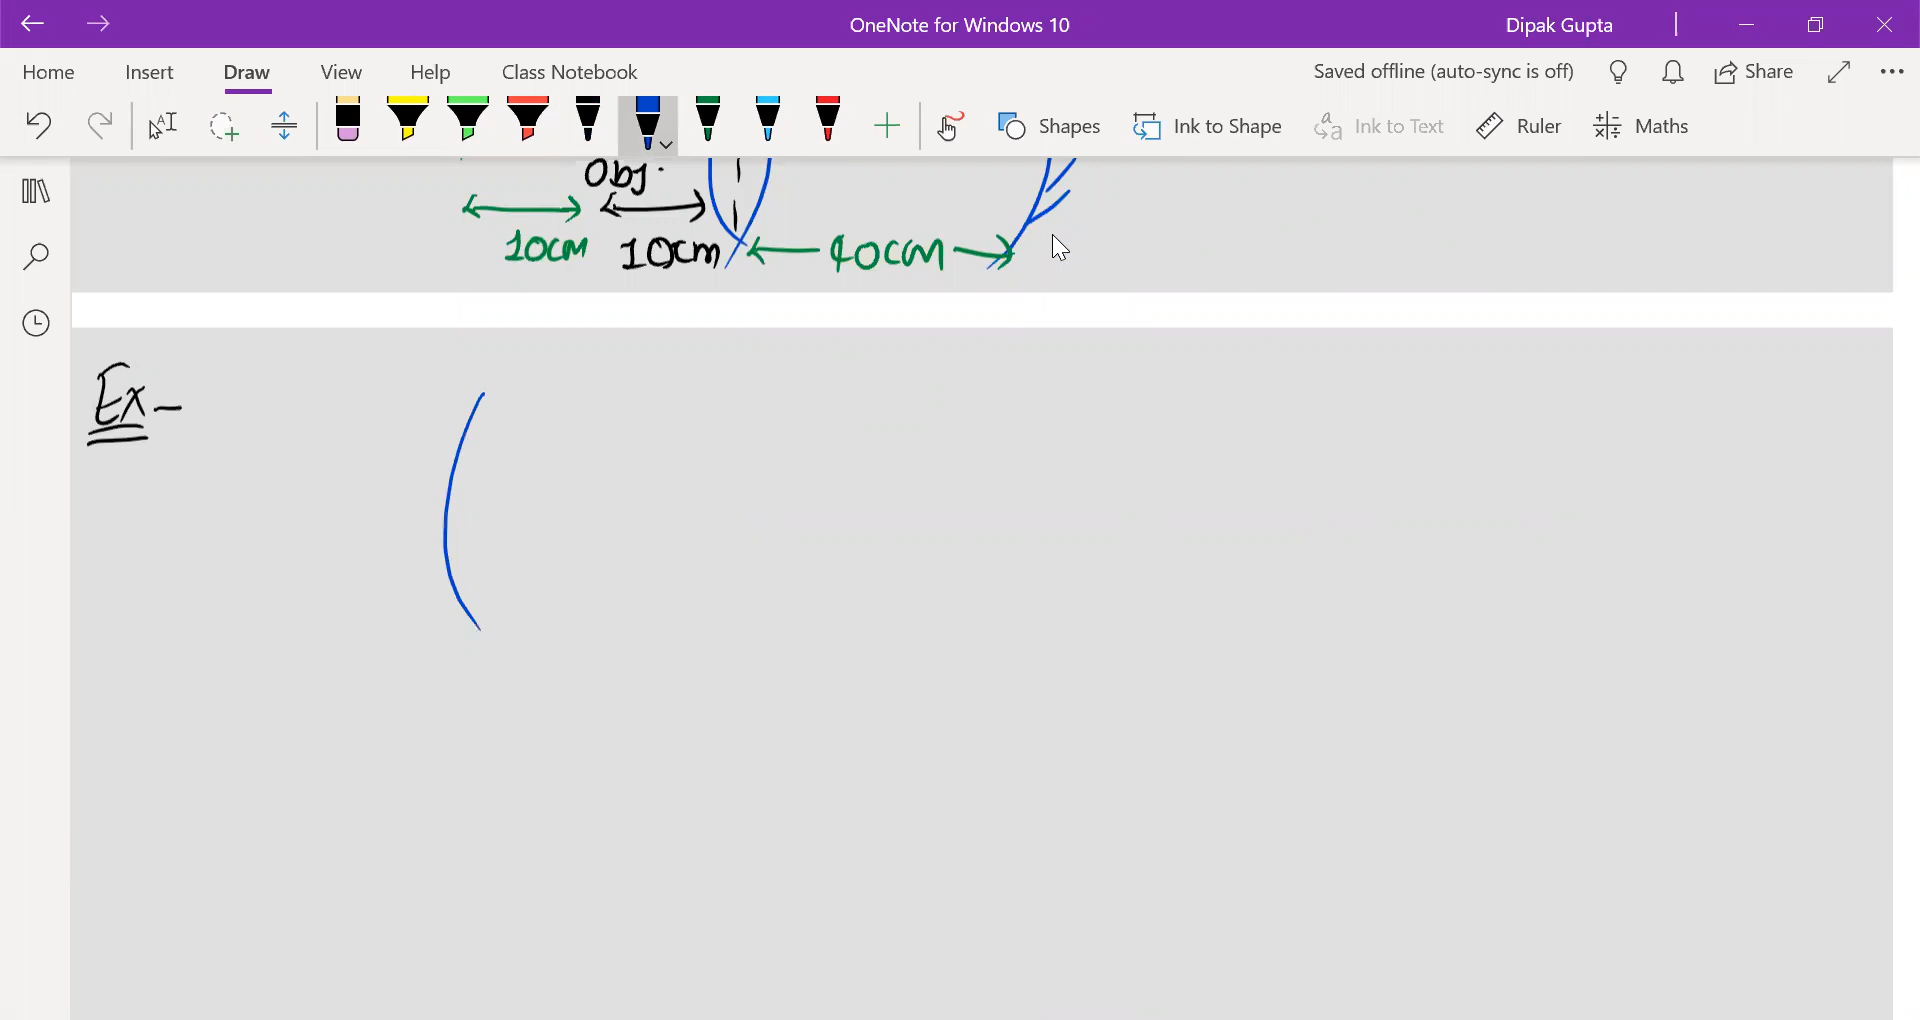 OneNote for Windows 10
Dipak Gupta
Home Insert Draw View Help Class Notebook
Saved offline (auto-sync is off) Share
Shapes Ink to Shape Ink to Text Ruler Maths
Obj.
10cm 10cm 40cm
Ex-